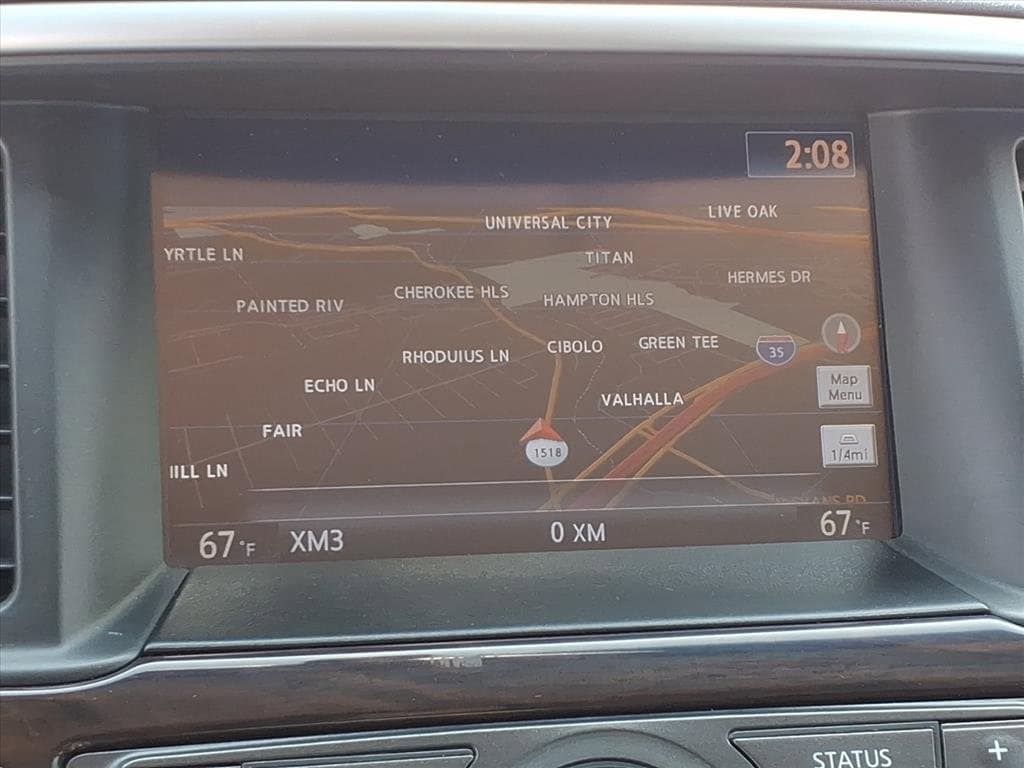 2:08
UNIVERSAL CITY
LIVE OAK
YRTLE LN
TITAN
HERMES DR
PAINTED RIV
CHEROKEE HLS
HAMPTON HLS
RHODUIUS LN
CIBOLO
GREEN TEE
35
ECHO LN
Map
Menu
VALHALLA
FAIR
1518
1/4mi
ILL LN
67°F
XM3
0 XM
67°F
STATUS
+